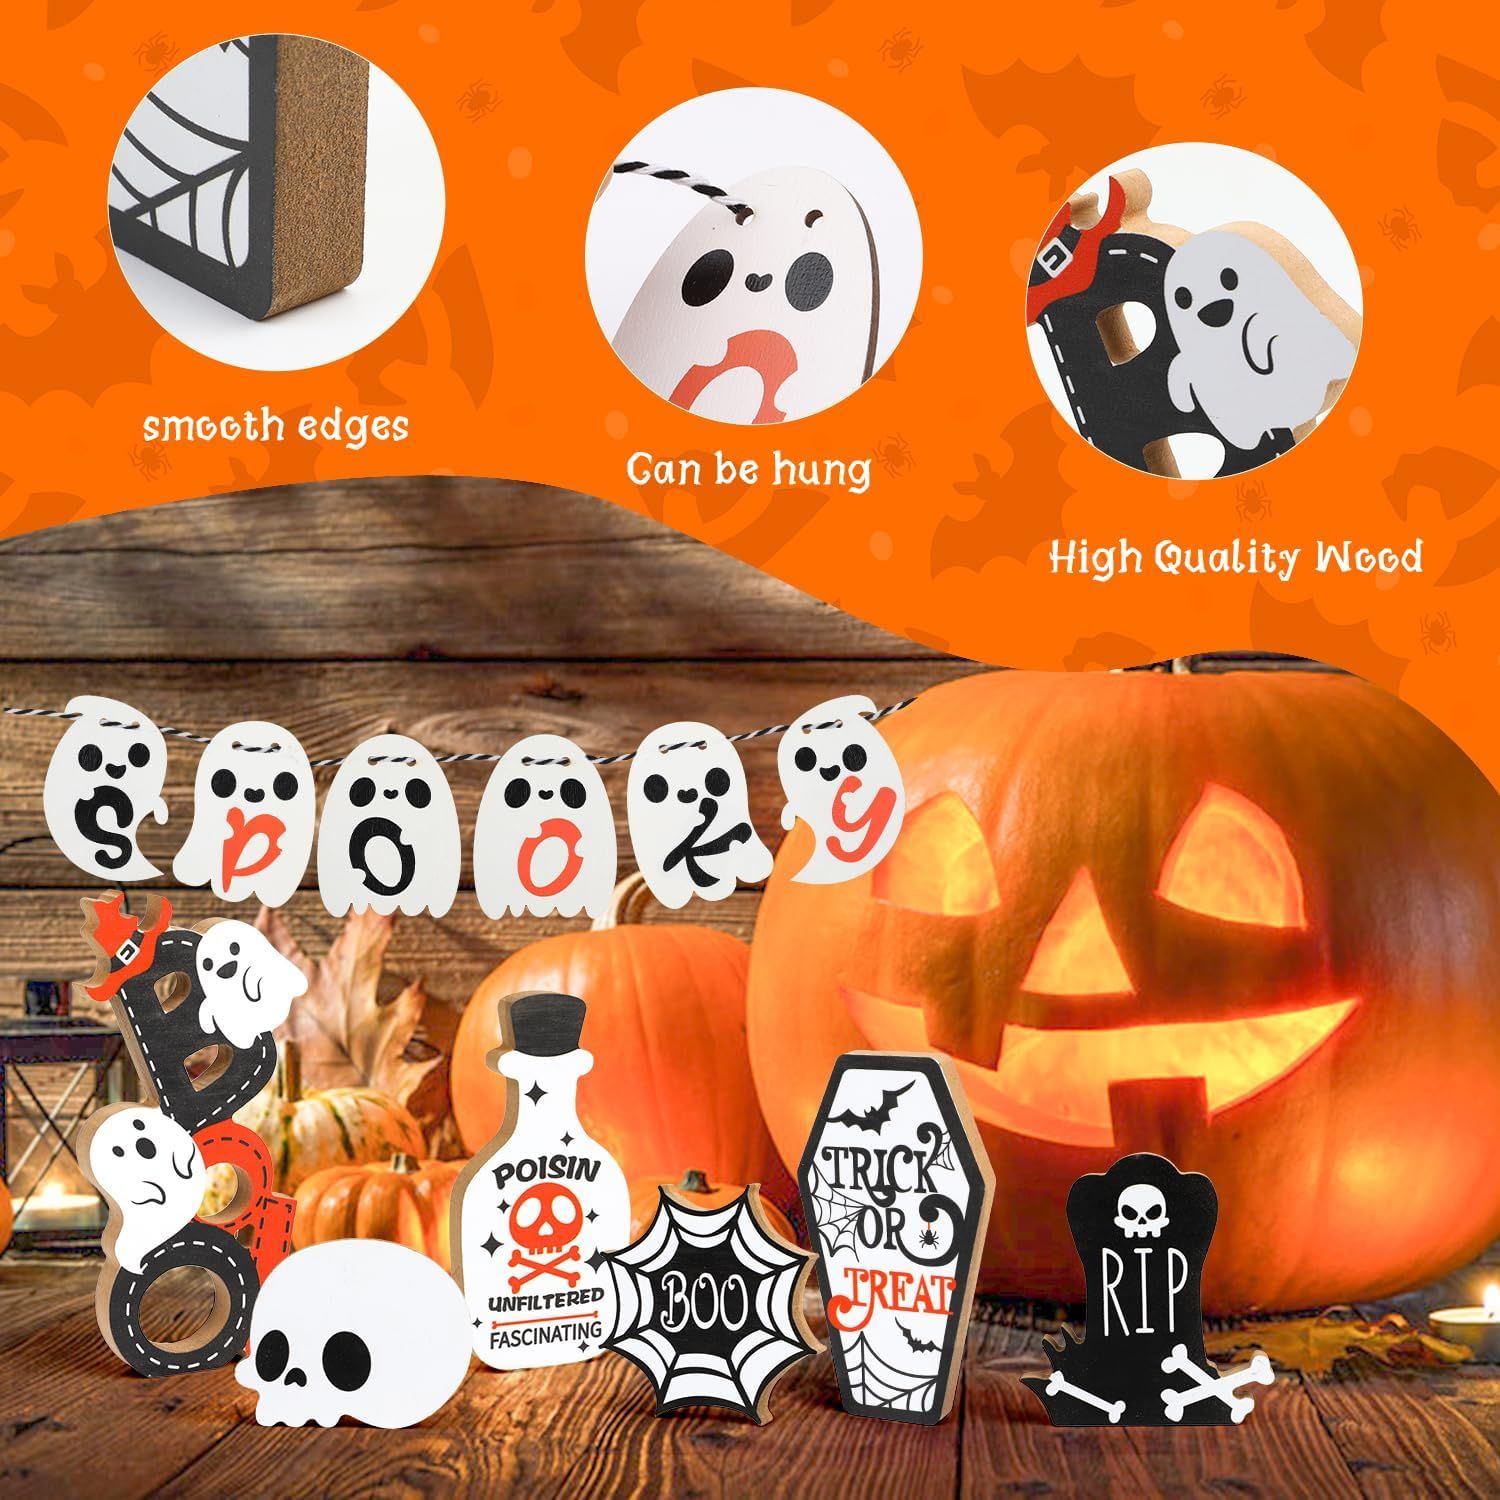 smooth edges
Can be hung
High Quality Wood
SPOOKY
BOO
POISIN
UNFILTERED
FASCINATING
BOO
TRICK
OR
TREAT
RIP